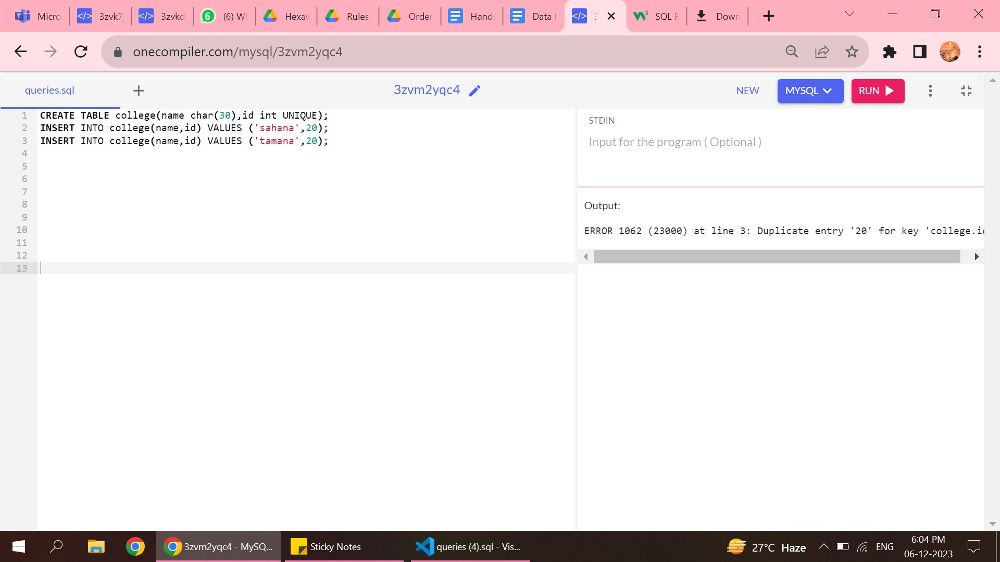 Micro 3zvk7 3zvkd (6) W Hexaw Rules Order Hands Data SQL F Down
onecompiler.com/mysql/3zvm2yqc4
queries.sql 3zvm2yqc4 NEW MYSQL RUN
1 CREATE TABLE college(name char(30),id int UNIQUE);
2 INSERT INTO college(name,id) VALUES ('sahana',20);
3 INSERT INTO college(name,id) VALUES ('tamana',20);
4
5
6
7
8
9
10
11
12
13
STDIN
Input for the program ( Optional )
Output:
ERROR 1062 (23000) at line 3: Duplicate entry '20' for key 'college.id
3zvm2yqc4 - MySQ... Sticky Notes queries (4).sql - Vis... 27°C Haze ENG 6:04 PM
06-12-2023